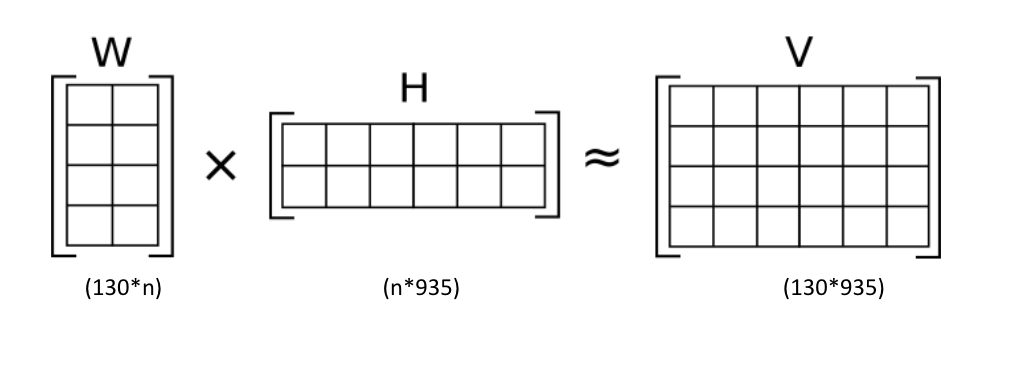 W × H ≈ V
(130*n) (n*935) (130*935)